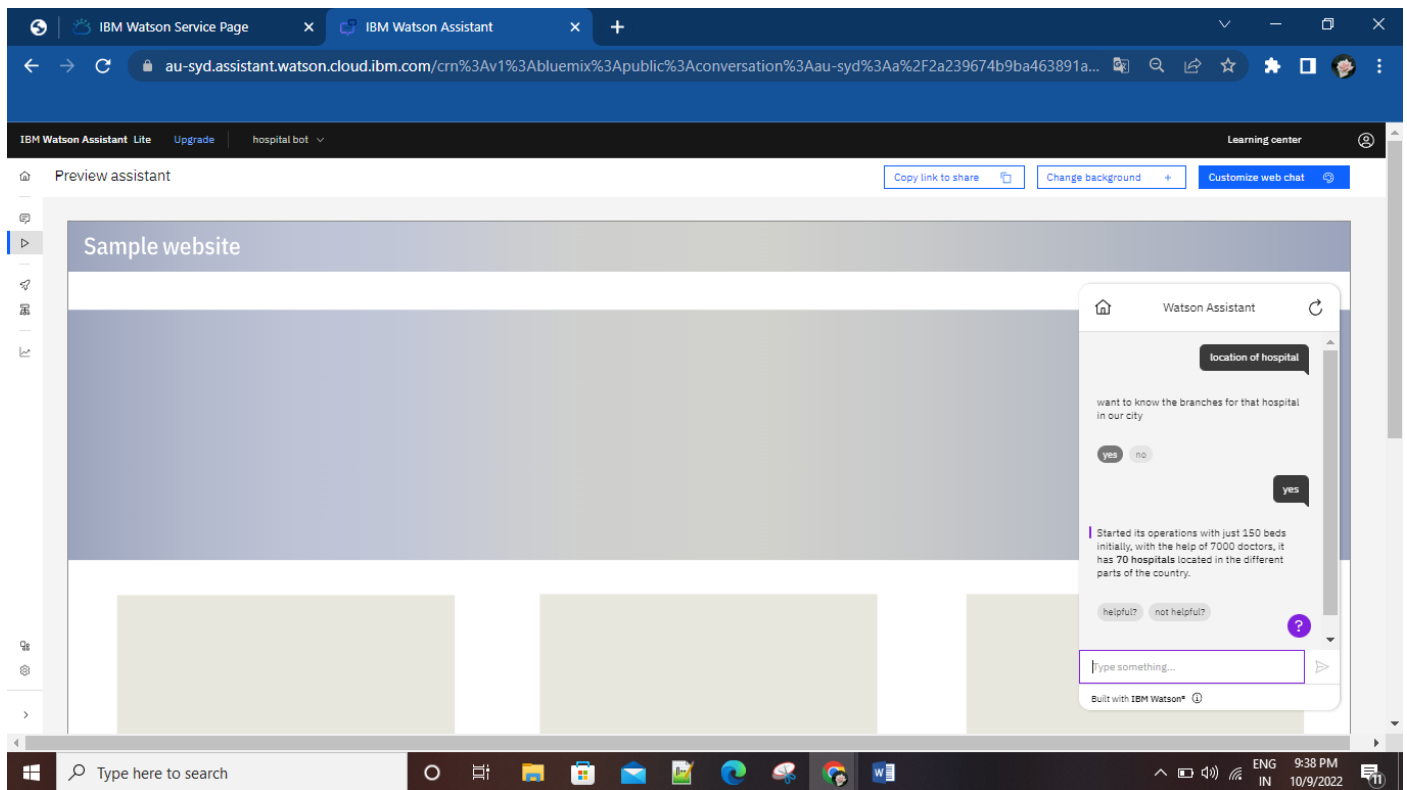 IBM Watson Service Page
IBM Watson Assistant
au-syd.assistant.watson.cloud.ibm.com/crn%3Av1%3Abluemix%3Apublic%3Aconversation%3Aau-syd%3Aa%2F2a239674b9ba463891a...
IBM Watson Assistant Lite Upgrade hospital bot Learning center
Preview assistant Copy link to share Change background + Customize web chat
Sample website
Watson Assistant
location of hospital
want to know the branches for that hospital
in our city
yes no
yes
Started its operations with just 150 beds
initially, with the help of 7000 doctors, it
has 70 hospitals located in the different
parts of the country.
helpful? not helpful?
?
Type something...
Built with IBM Watson®
Type here to search
ENG 9:38 PM
IN 10/9/2022
11